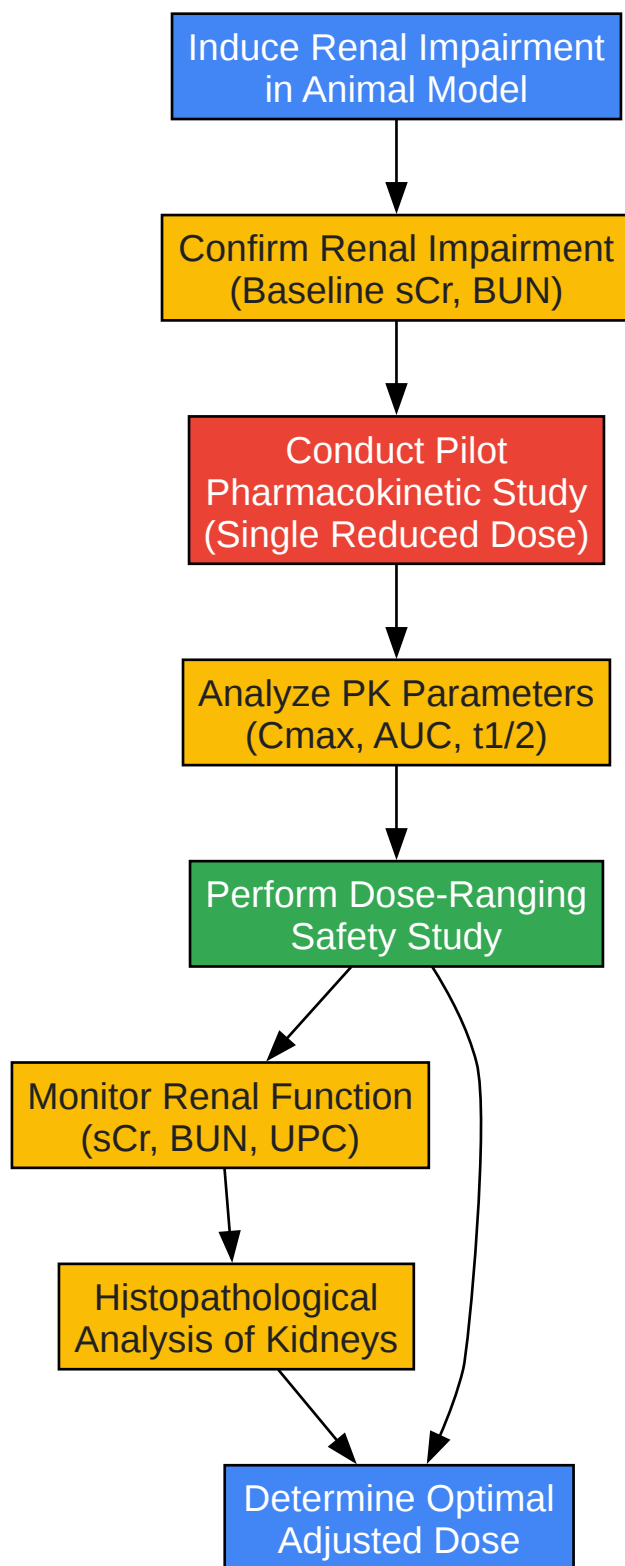 Induce Renal Impairment
in Animal Model
Confirm Renal Impairment
(Baseline sCr, BUN)
Conduct Pilot
Pharmacokinetic Study
(Single Reduced Dose)
Analyze PK Parameters
(Cmax, AUC, t1/2)
Perform Dose-Ranging
Safety Study
Monitor Renal Function
(sCr, BUN, UPC)
Histopathological
Analysis of Kidneys
Determine Optimal
Adjusted Dose